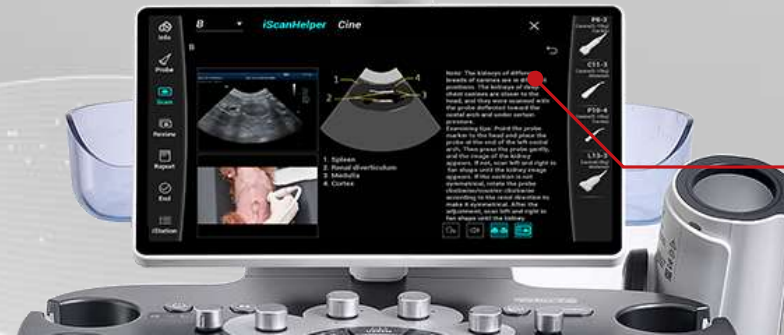 Info
Probe
Scan
Review
Report
End
iStation
B
iScanHelper Cine
B
1
2
3
4
1 Spleen
2 Renal diverticulum
3 Medulla
4 Cortex
Note: The kidneys of different
breeds of canines are in different
positions. The kidneys of deep
chest canines are closer to the
head, and they were scanned with
the probe deflected toward the
costal arch and under certain
pressure.
Examining tips: Point the probe
marker to the head and place the
probe at the end of the left costal
arch. Then press the probe gently,
and the image of the kidney
appears. If not, scan left and right in
fan shape until the kidney image
appears. If the section is not
symmetrical, rotate the probe
clockwise/counter-clockwise
according to the renal direction to
make it symmetrical. After the
adjustment, scan left and right in
fan shape until the kidney
C11-3
P10-4
L13-3